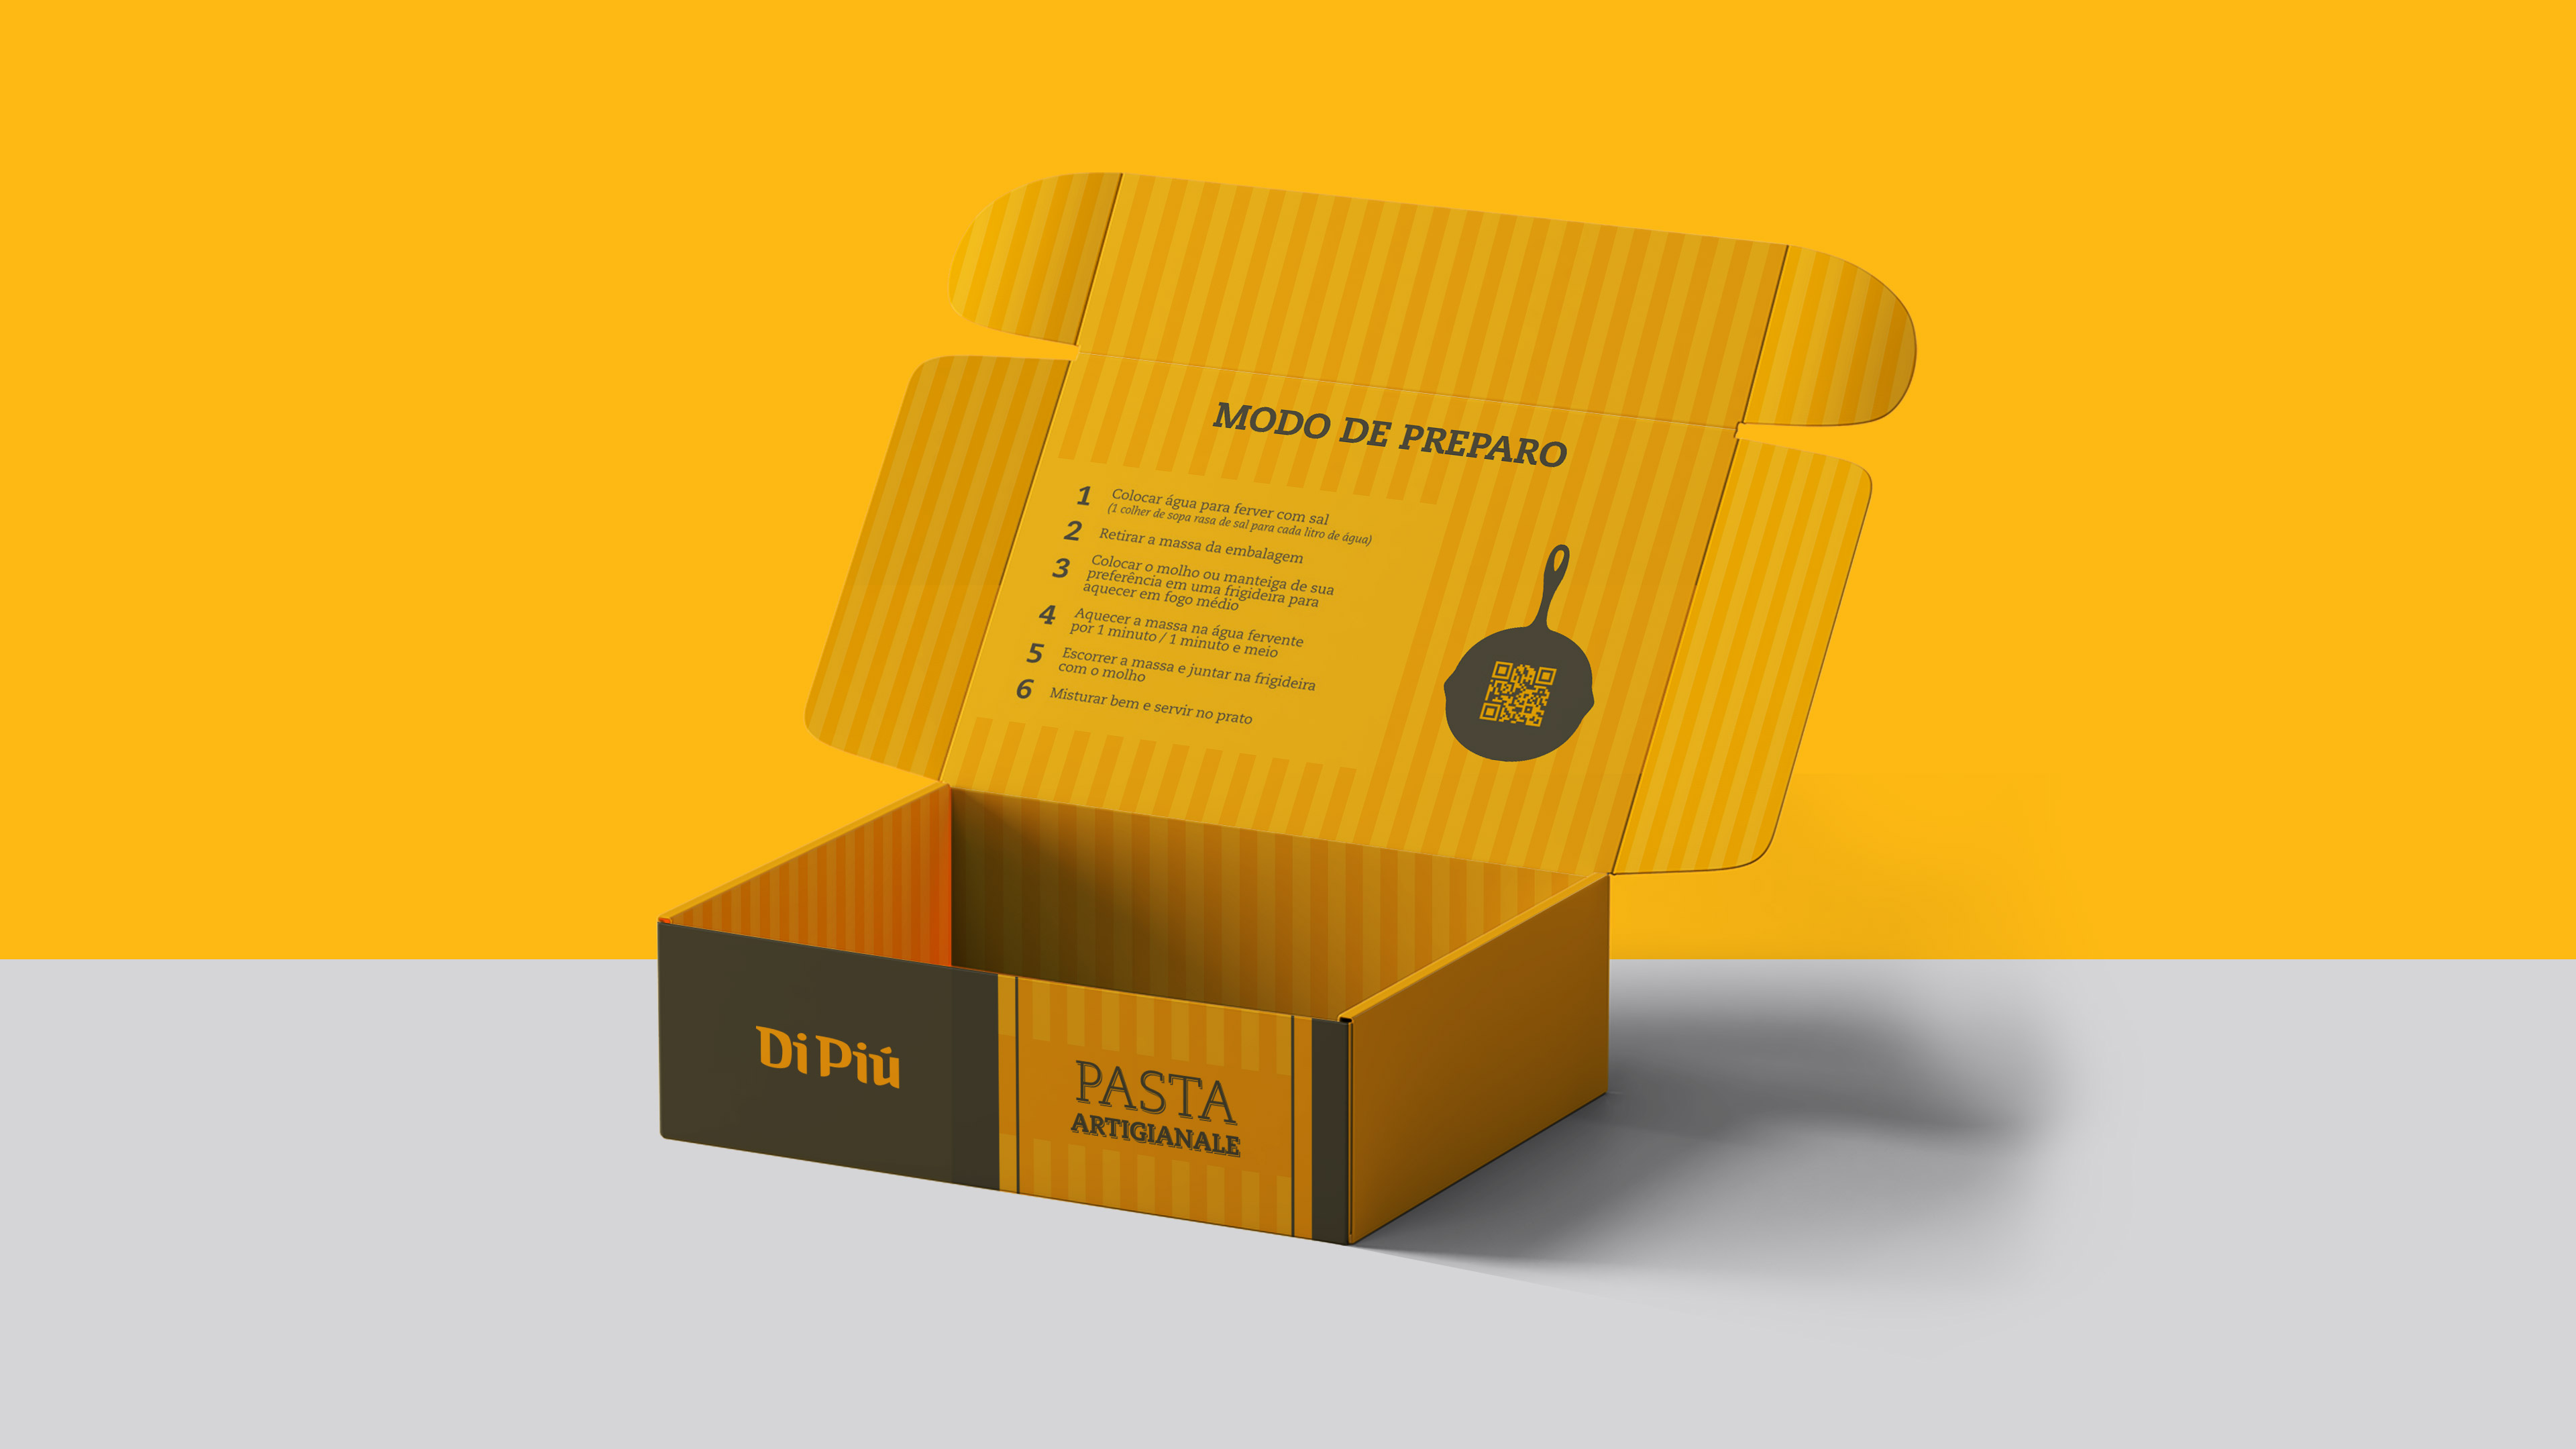 MODO DE PREPARO
1 Colocar água para ferver com sal
(1 colher de sopa rasa de sal para cada litro de água)
2 Retirar a massa da embalagem
3 Colocar o molho ou manteiga de sua
preferência em uma frigideira para
aquecer em fogo médio
4 Aquecer a massa na água fervente
por 1 minuto / 1 minuto e meio
5 Escorrer a massa e juntar na frigideira
com o molho
6 Misturar bem e servir no prato
Di Piú
PASTA
ARTIGIANALE